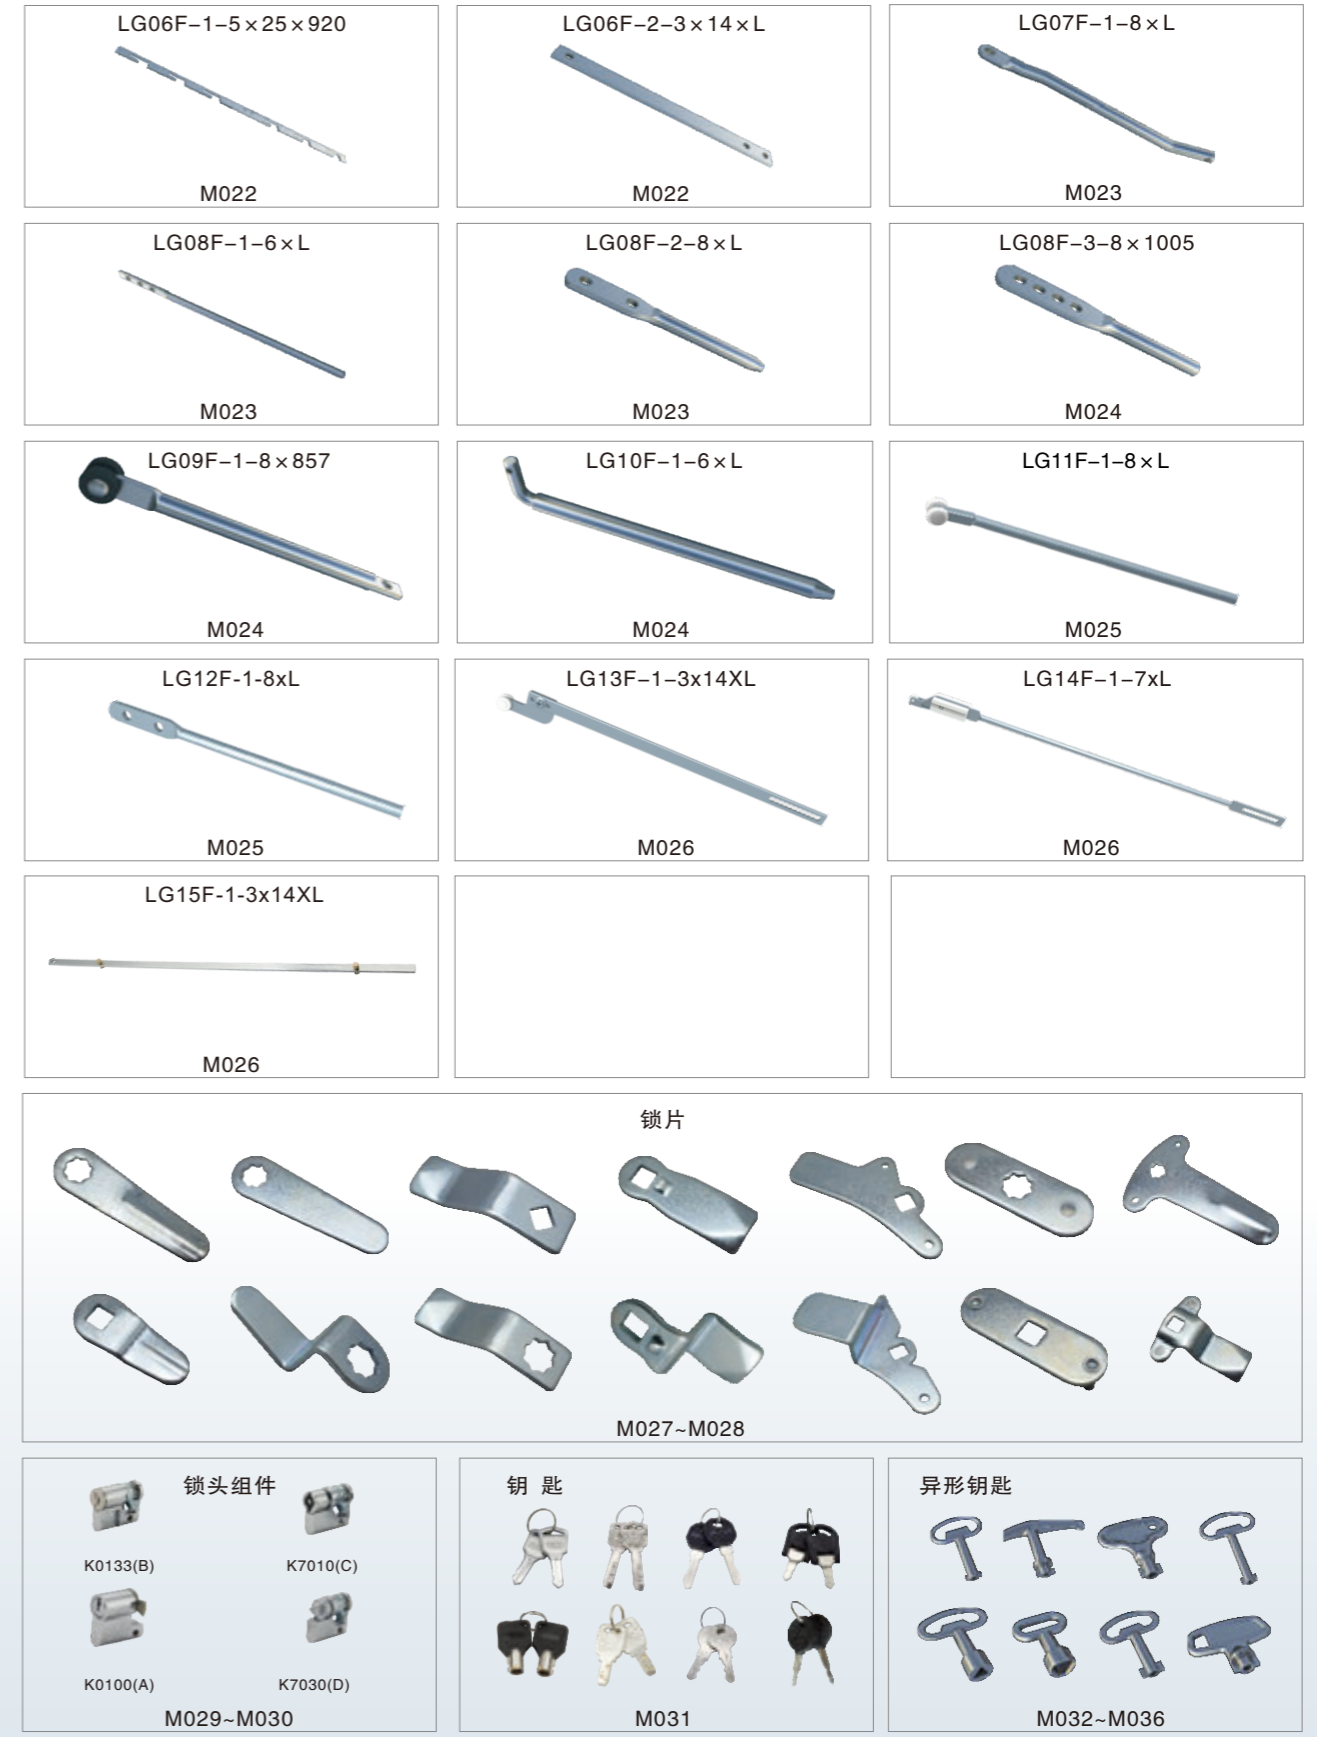 LG06F–1–5×25×920
M022
LG06F–2–3×14×L
M022
LG07F–1–8×L
M023
LG08F–1–6×L
M023
LG08F–2–8×L
M023
LG08F–3–8×1005
M024
LG09F–1–8×857
M024
LG10F–1–6×L
M024
LG11F–1–8×L
M025
LG12F-1-8xL
M025
LG13F–1–3x14XL
M026
LG14F–1–7xL
M026
LG15F-1-3x14XL
M026
锁片
M027~M028
锁头组件
K0133(B)
K7010(C)
K0100(A)
K7030(D)
M029~M030
钥 匙
M031
异形钥匙
M032~M036